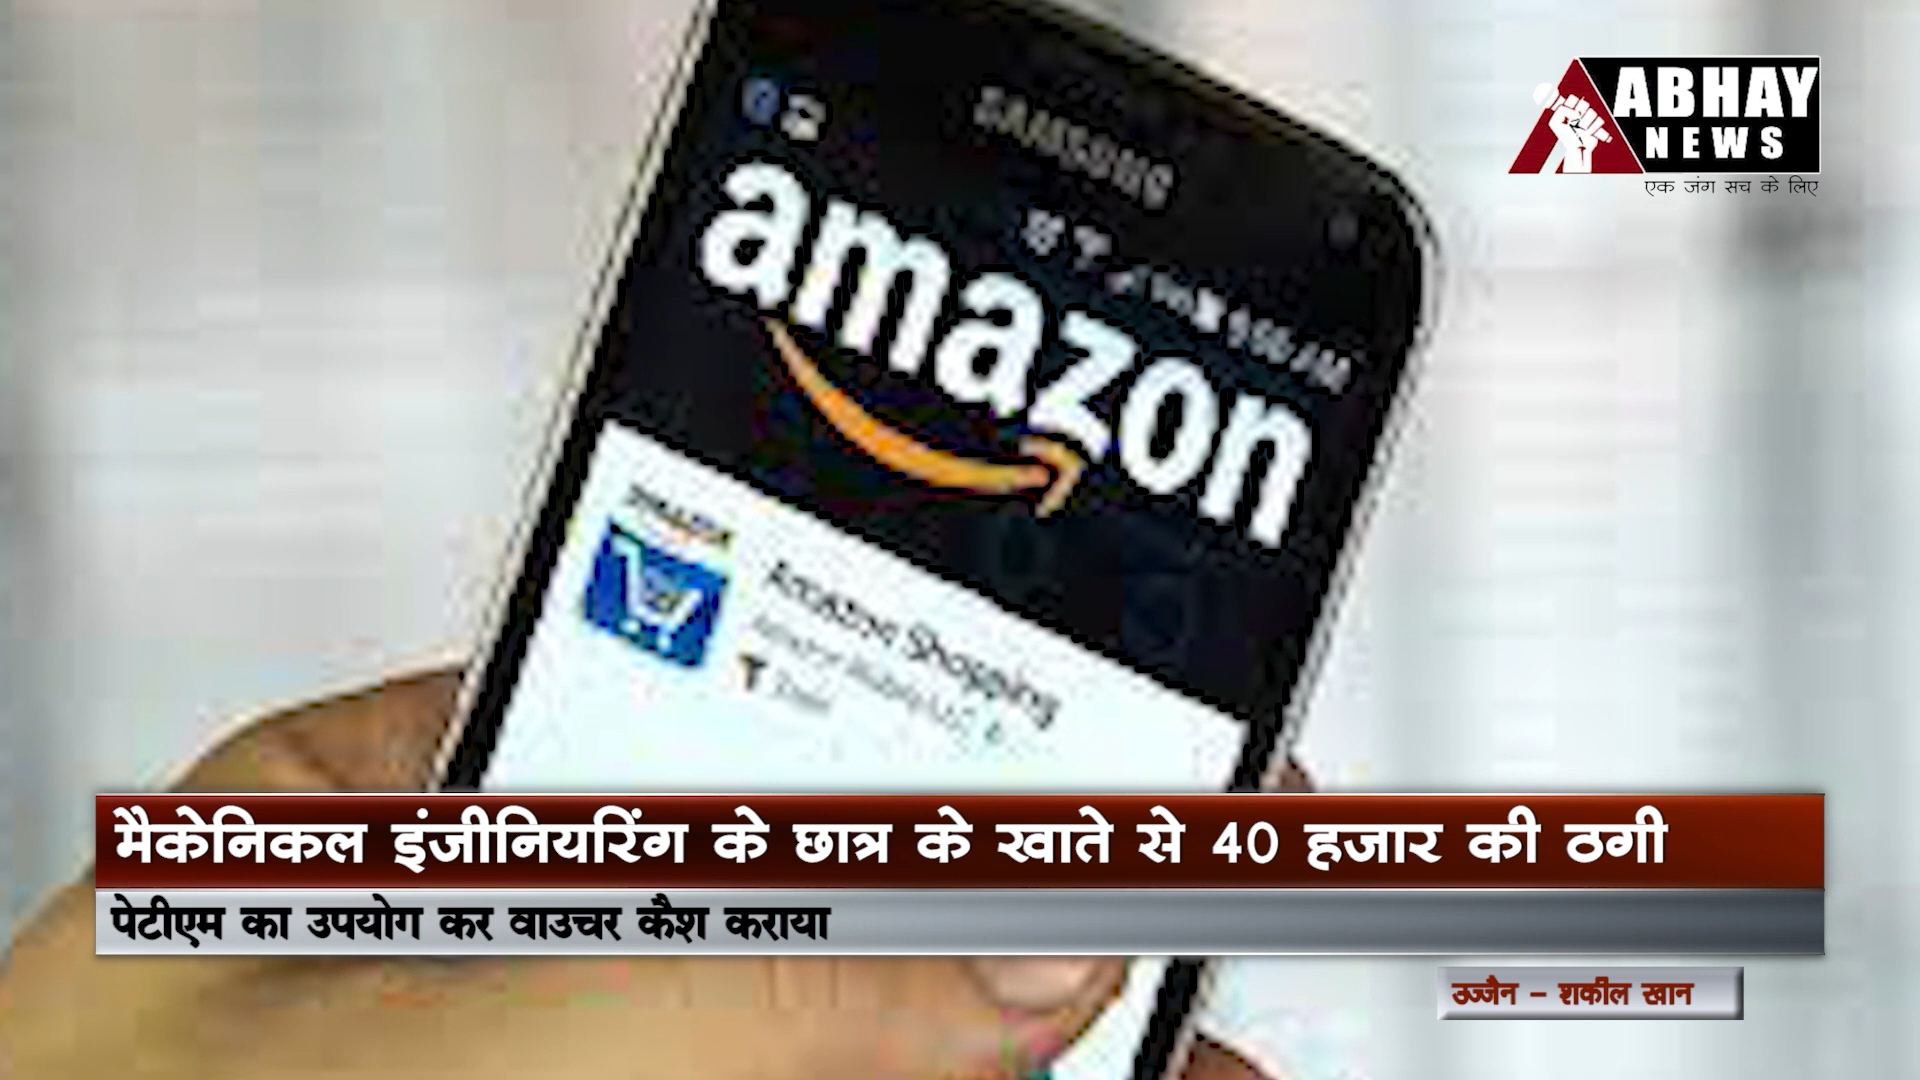 ABHAY
NEWS
एक जंग सच के लिए
SAMSUNG
amazon
Amazon Shopping
मैकेनिकल इंजीनियरिंग के छात्र के खाते से 40 हजार की ठगी
पेटीएम का उपयोग कर वाउचर कैश कराया
उज्जैन – शकील खान